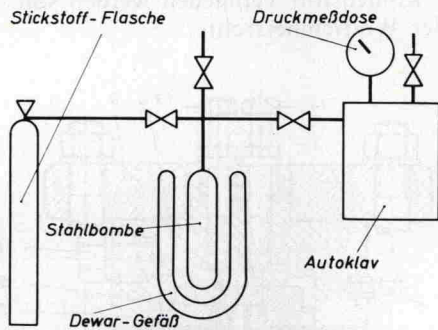 Stickstoff-Flasche
Druckmeßdose
Stahlbombe
Autoklav
Dewar-Gefäß